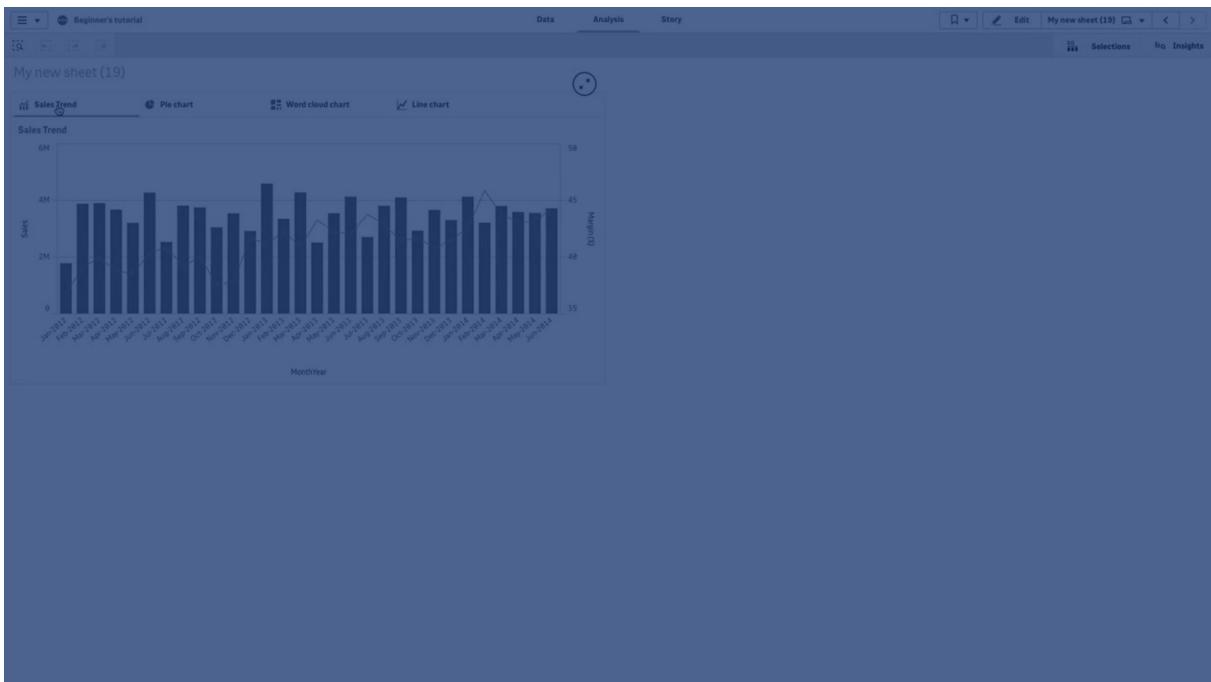 Beginner's tutorial Data Analysis Story Edit My new sheet (19)
Selections Insights
My new sheet (19)
Sales Trend Pie chart Word cloud chart Line chart
Sales Trend
6M 50
4M 45
Sales Margin (%)
2M 40
0 35
Jan-2012 Feb-2012 Mar-2012 Apr-2012 May-2012 Jun-2012 Jul-2012 Aug-2012 Sep-2012 Oct-2012 Nov-2012 Dec-2012 Jan-2013 Feb-2013 Mar-2013 Apr-2013 May-2013 Jun-2013 Jul-2013 Aug-2013 Sep-2013 Oct-2013 Nov-2013 Dec-2013 Jan-2014 Feb-2014 Mar-2014 Apr-2014 May-2014 Jun-2014
MonthYear